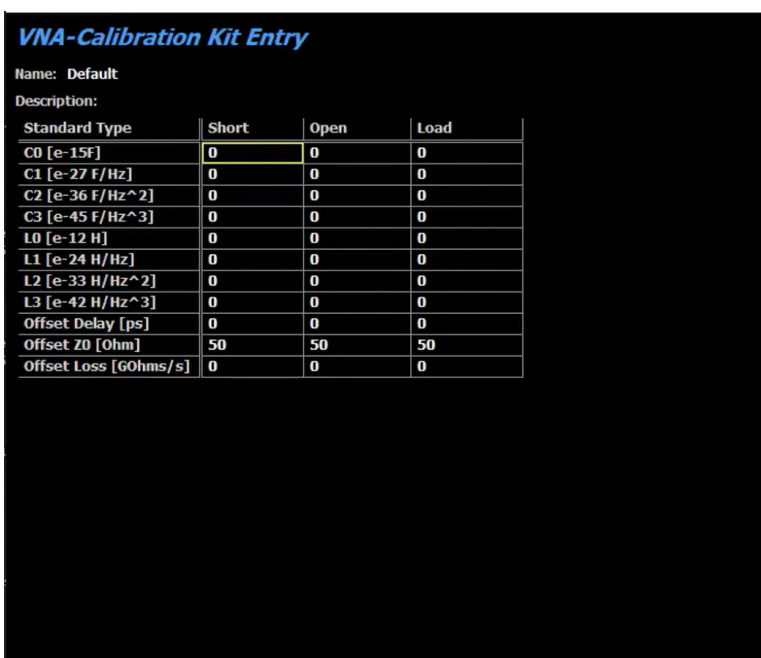 VNA-Calibration Kit Entry
Name: Default
Description:
Standard Type Short Open Load
C0 [e-15F] 0 0 0
C1 [e-27 F/Hz] 0 0 0
C2 [e-36 F/Hz^2] 0 0 0
C3 [e-45 F/Hz^3] 0 0 0
L0 [e-12 H] 0 0 0
L1 [e-24 H/Hz] 0 0 0
L2 [e-33 H/Hz^2] 0 0 0
L3 [e-42 H/Hz^3] 0 0 0
Offset Delay [ps] 0 0 0
Offset Z0 [Ohm] 50 50 50
Offset Loss [GOhms/s] 0 0 0